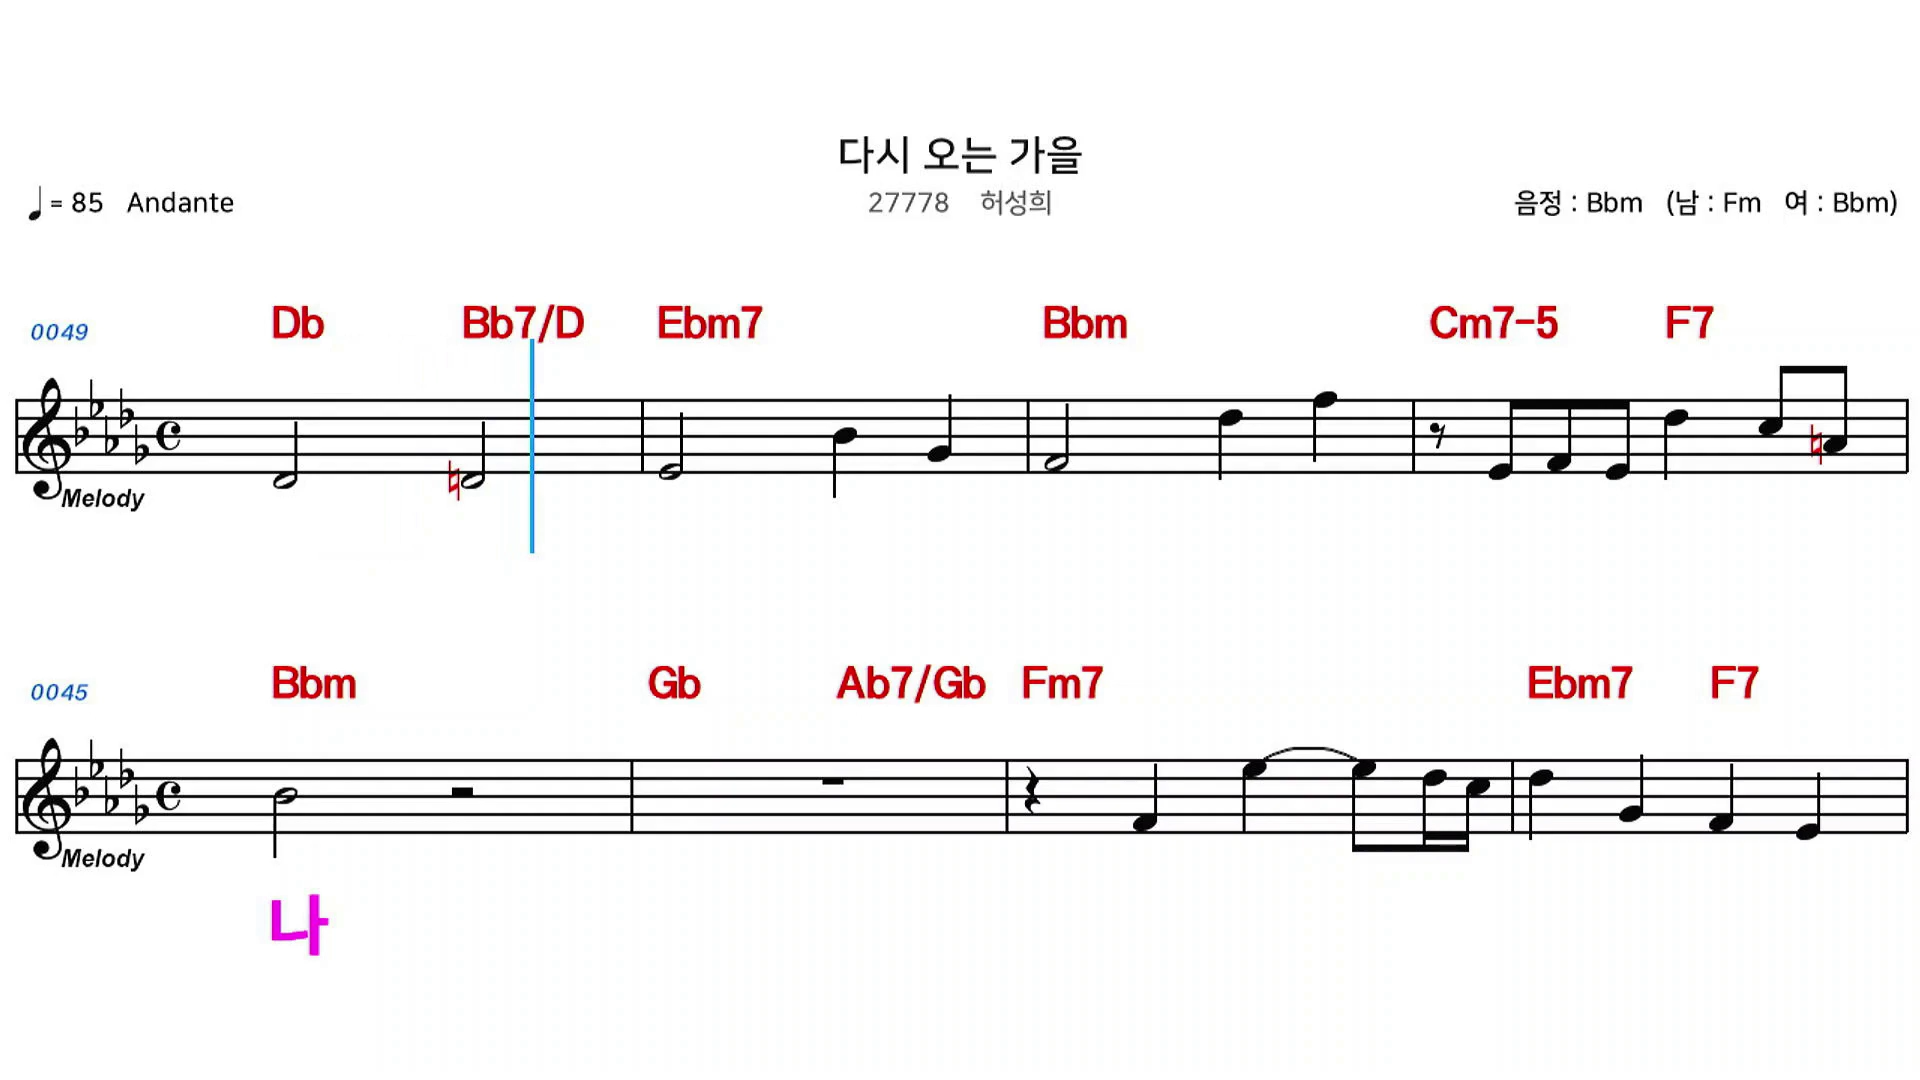 다시 오는 가을
= 85 Andante 27778 허성희 음정 : Bbm (남 : Fm 여 : Bbm)
0049 Db Bb7/D Ebm7 Bbm Cm7-5 F7
Melody
0045 Bbm Gb Ab7/Gb Fm7 Ebm7 F7
Melody
나